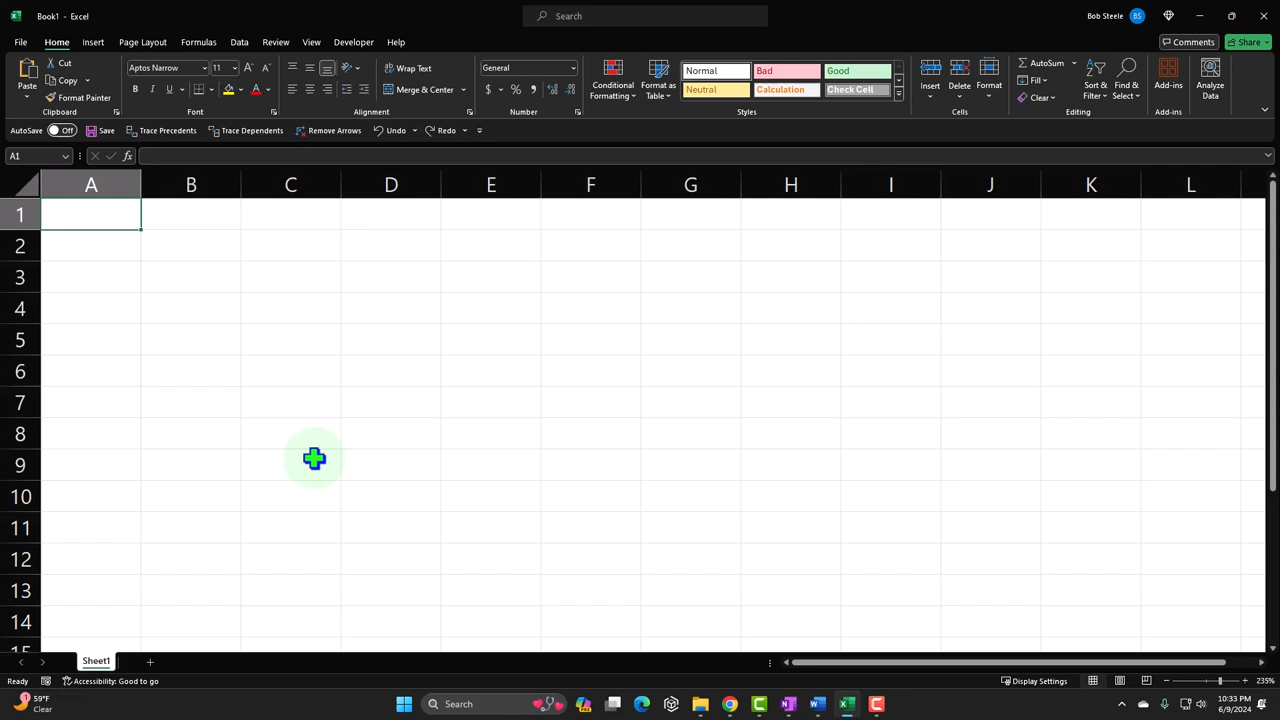 Book1 - Excel
Search
Bob Steele
BS
File Home Insert Page Layout Formulas Data Review View Developer Help
Comments
Share
Paste
Cut
Copy
Format Painter
Clipboard
Aptos Narrow
11
B I U
Font
Wrap Text
Merge & Center
Alignment
General
$ % ,
Number
Conditional Formatting
Format as Table
Normal Bad Good
Neutral Calculation Check Cell
Styles
Insert Delete Format
Cells
AutoSum
Fill
Clear
Sort & Filter
Find & Select
Editing
Add-ins
Add-ins
Analyze Data
AutoSave Off Save Trace Precedents Trace Dependents Remove Arrows Undo Redo
A1
fx
A B C D E F G H I J K L
1
2
3
4
5
6
7
8
9
10
11
12
13
14
15
Sheet1
Ready
Accessibility: Good to go
Display Settings
235%
1
59°F
Clear
Search
10:33 PM
6/9/2024